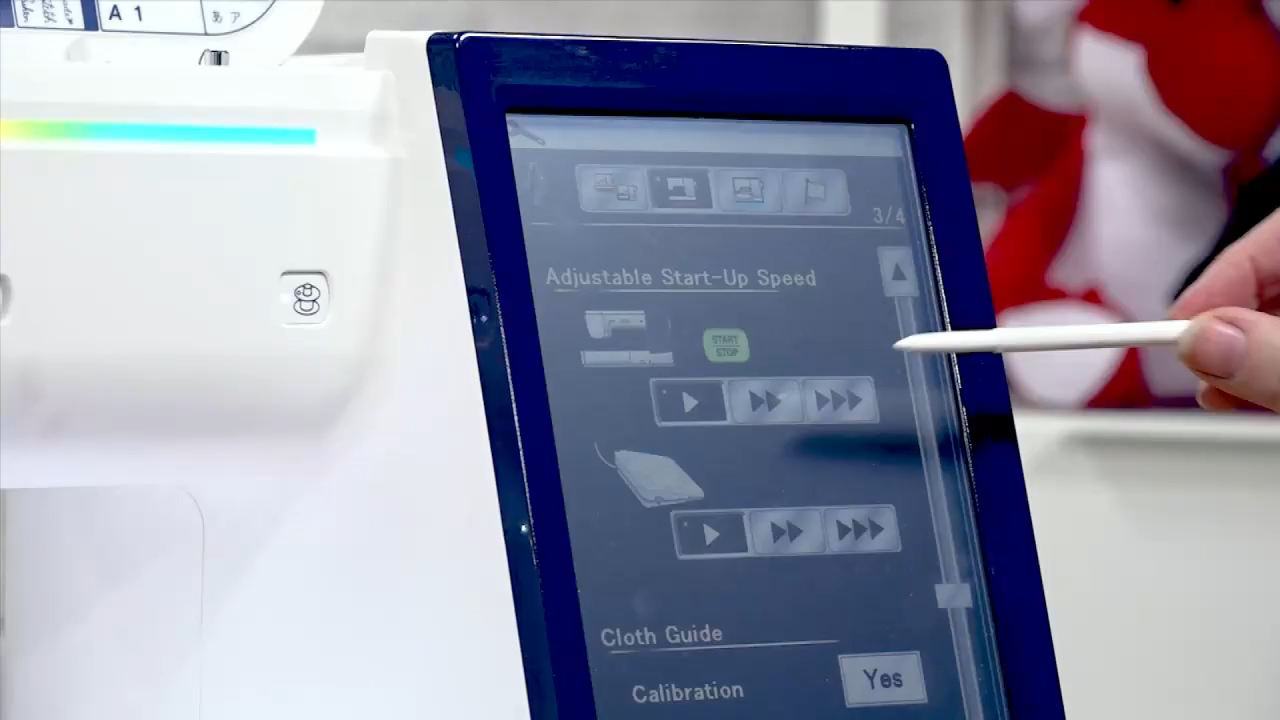 A 1
あ ア
3/4
Adjustable Start-Up Speed
START
STOP
Cloth Guide
Calibration
Yes